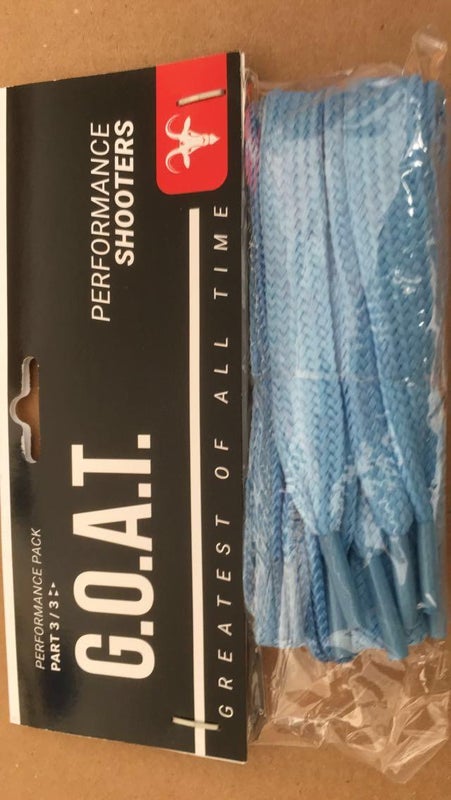 PERFORMANCE PACK
PART 3 / 3
G.O.A.T.
PERFORMANCE
SHOOTERS
GREATEST OF ALL TIME